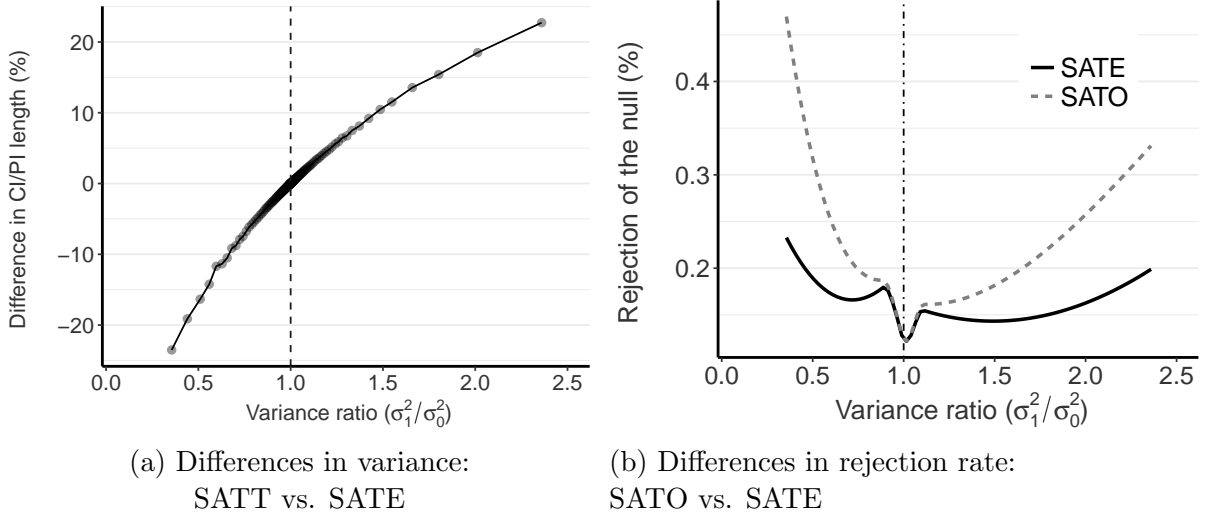 Difference in CI/PI length (%)
20
10
0
−10
−20
0.0 0.5 1.0 1.5 2.0 2.5
Variance ratio (σ₁²/σ₀²)
(a) Differences in variance:
SATT vs. SATE
Rejection of the null (%)
0.4
0.3
0.2
SATE
SATO
0.0 0.5 1.0 1.5 2.0 2.5
Variance ratio (σ₁²/σ₀²)
(b) Differences in rejection rate:
SATO vs. SATE